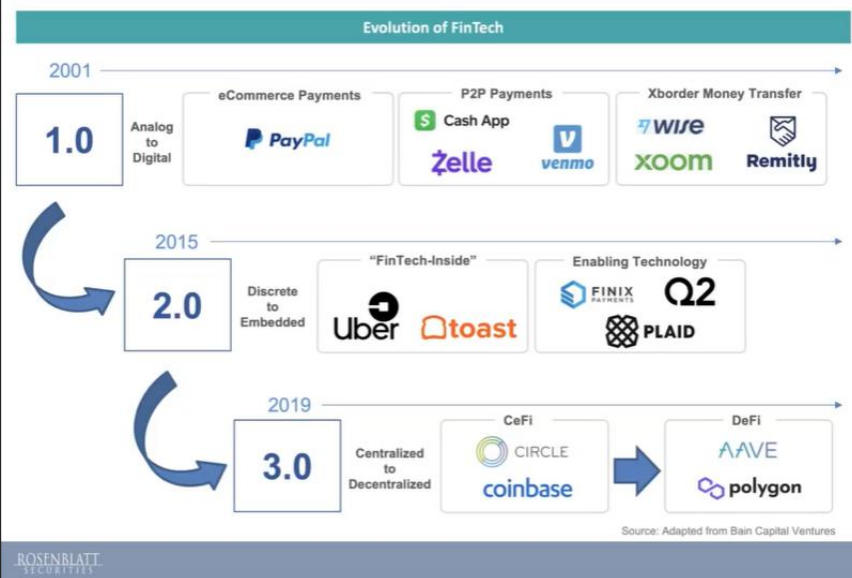 Evolution of FinTech
2001
1.0
Analog
to
Digital
eCommerce Payments
PayPal
P2P Payments
$ Cash App
Zelle
V
venmo
Xborder Money Transfer
7WISE
xoom
Remitly
2015
2.0
Discrete
to
Embedded
“FinTech-Inside”
Uber
toast
Enabling Technology
FINIX
PAYMENTS
Q2
PLAID
2019
3.0
Centralized
to
Decentralized
CeFi
CIRCLE
coinbase
DeFi
AAVE
polygon
Source: Adapted from Bain Capital Ventures
ROSENBLATT
SECURITIES